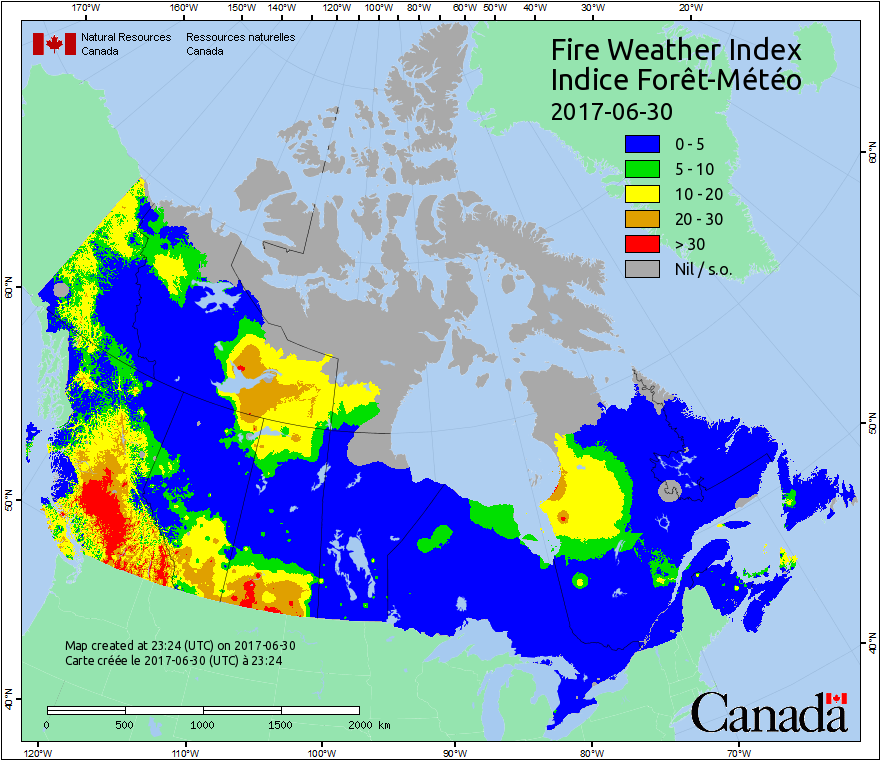 170°W 160°W 150°W 140°W 120°W 100°W 80°W 60°W 50°W 40°W 30°W 20°W
Natural Resources Ressources naturelles
Canada Canada
Fire Weather Index
Indice Forêt-Météo
2017-06-30
0 - 5
5 - 10
10 - 20
20 - 30
> 30
Nil / s.o.
60°N
60°N
50°N
50°N
40°N
40°N
Map created at 23:24 (UTC) on 2017-06-30
Carte créée le 2017-06-30 (UTC) à 23:24
0 500 1000 1500 2000 km
Canada
120°W 110°W 100°W 90°W 80°W 70°W